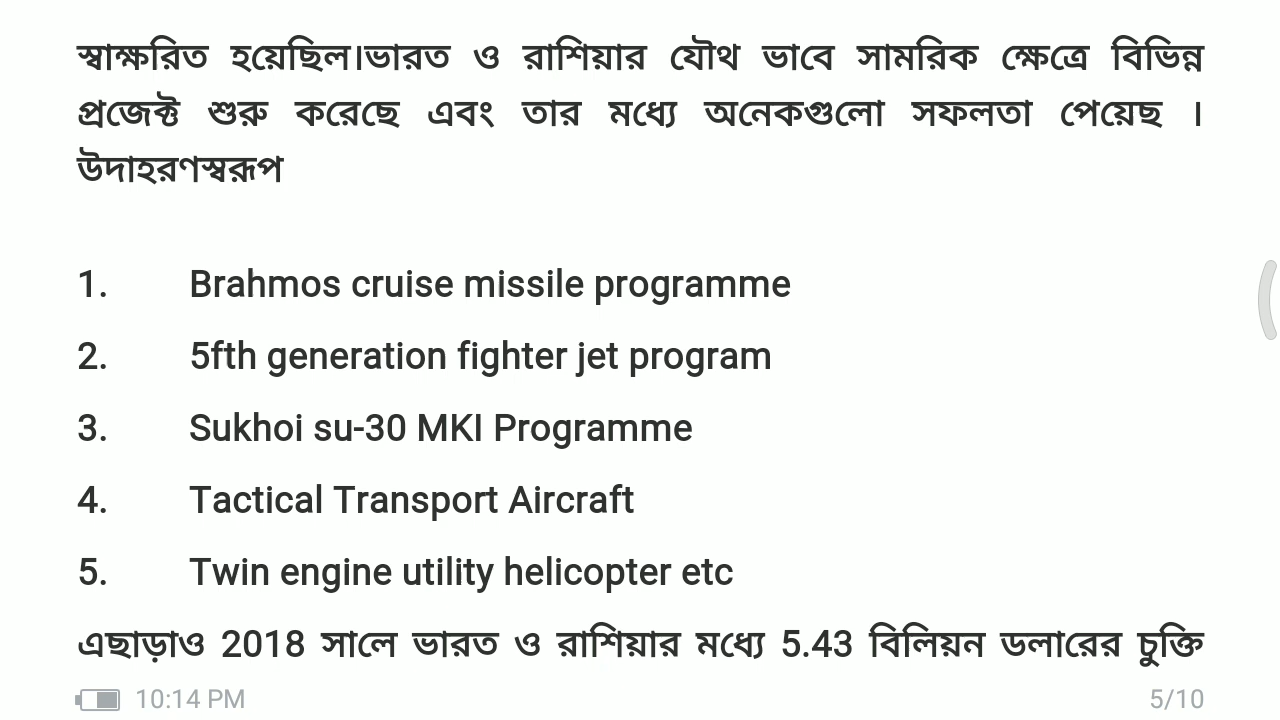 স্বাক্ষরিত হয়েছিল।ভারত ও রাশিয়ার যৌথ ভাবে সামরিক ক্ষেত্রে বিভিন্ন
প্রজেক্ট শুরু করেছে এবং তার মধ্যে অনেকগুলো সফলতা পেয়েছ ।
উদাহরণস্বরূপ
1. Brahmos cruise missile programme
2. 5fth generation fighter jet program
3. Sukhoi su-30 MKI Programme
4. Tactical Transport Aircraft
5. Twin engine utility helicopter etc
এছাড়াও 2018 সালে ভারত ও রাশিয়ার মধ্যে 5.43 বিলিয়ন ডলারের চুক্তি
10:14 PM 5/10